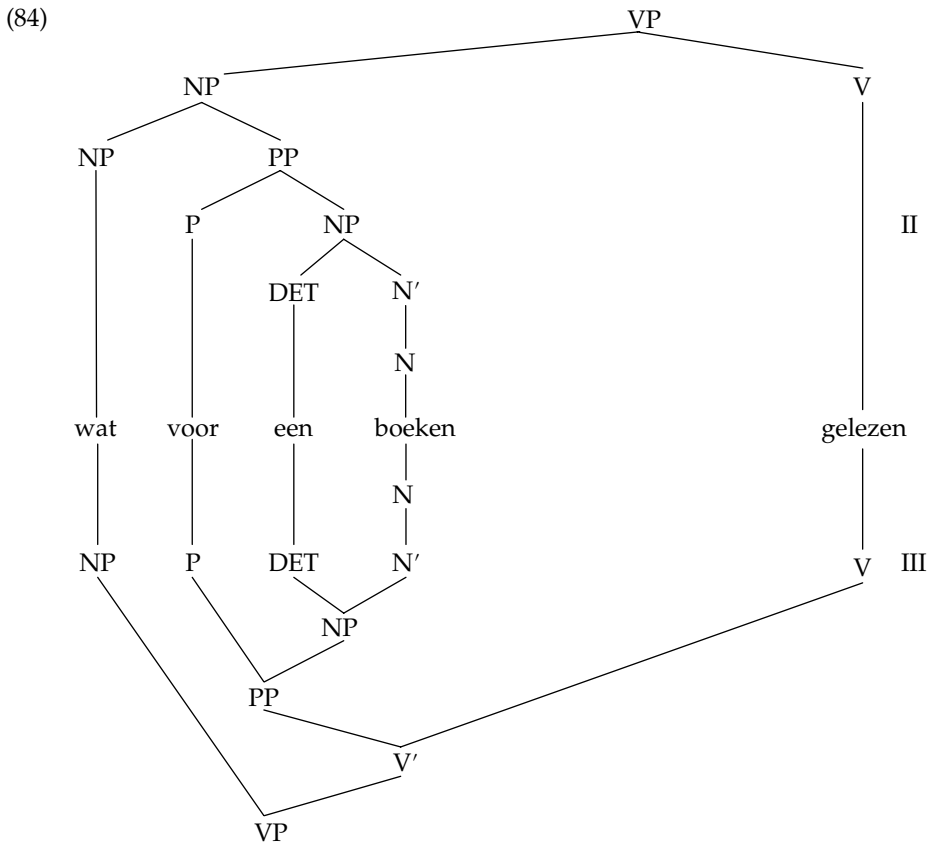 (84) VP
NP V
NP PP
P NP II
DET N′
N
wat voor een boeken gelezen
N
NP P DET N′ V III
NP
PP
V′
VP